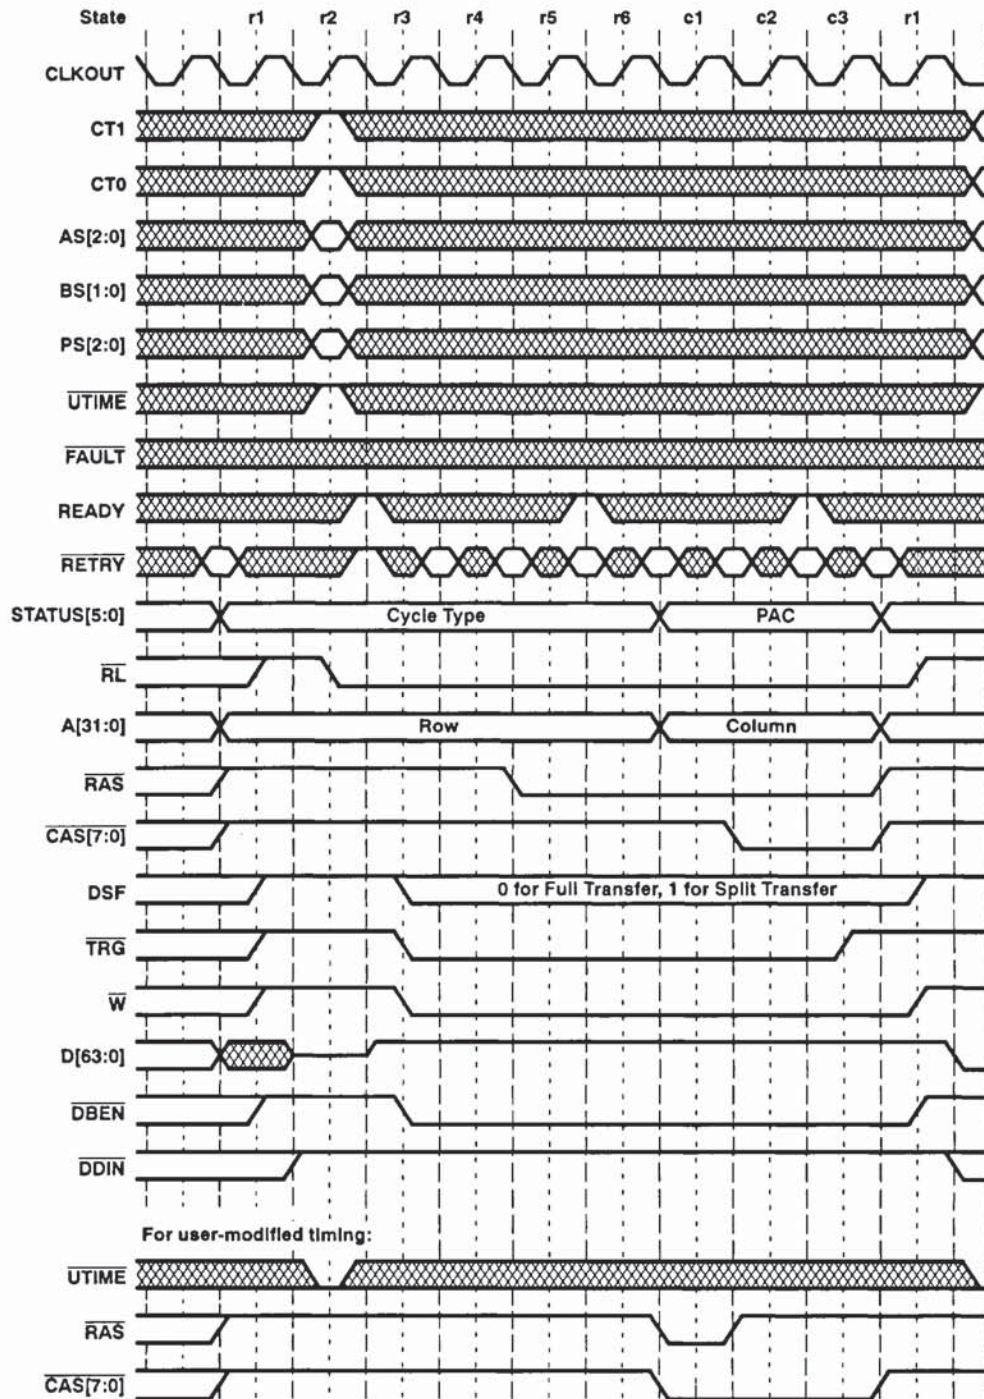 State r1 r2 r3 r4 r5 r6 c1 c2 c3 r1
CLKOUT
CT1
CT0
AS[2:0]
BS[1:0]
PS[2:0]
UTIME
FAULT
READY
RETRY
STATUS[5:0] Cycle Type PAC
RL
A[31:0] Row Column
RAS
CAS[7:0]
DSF 0 for Full Transfer, 1 for Split Transfer
TRG
W
D[63:0]
DBEN
DDIN
For user-modified timing:
UTIME
RAS
CAS[7:0]